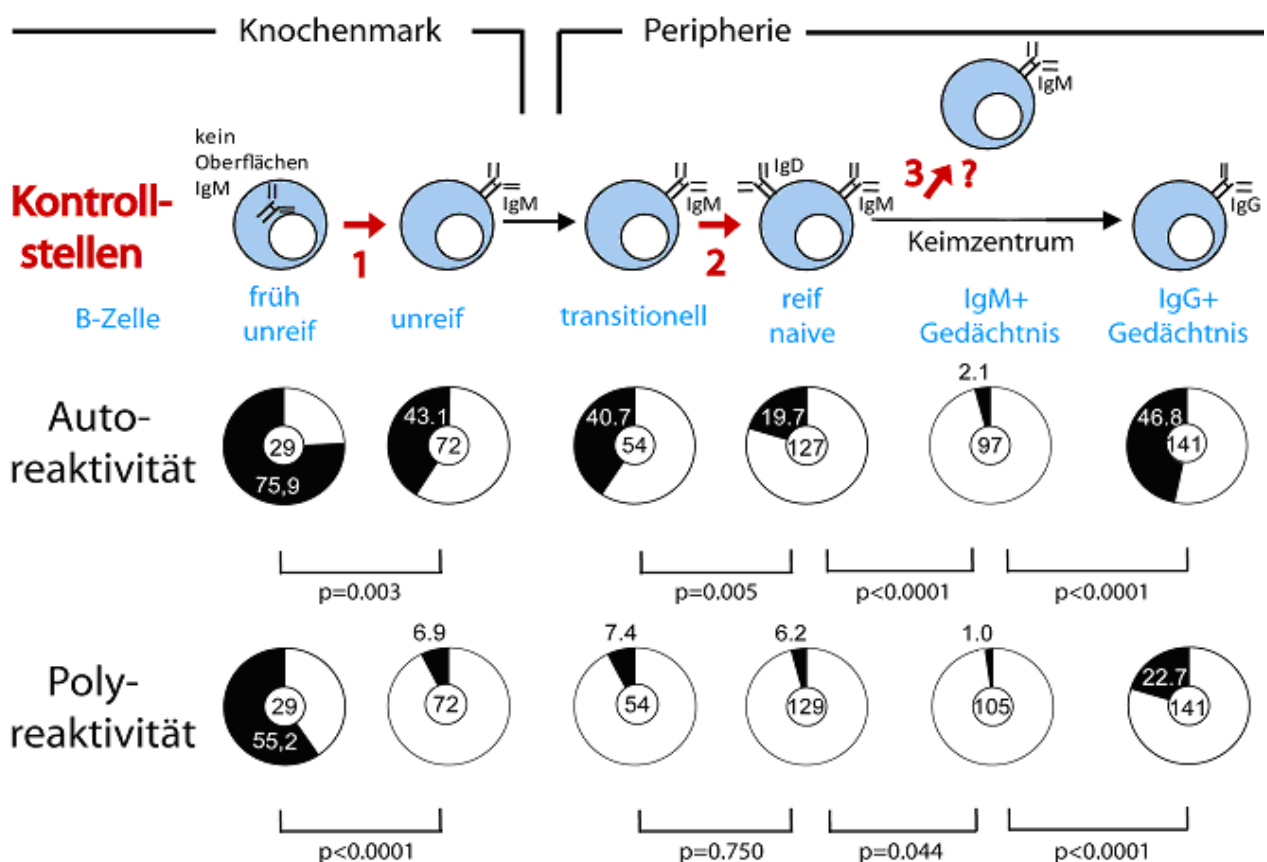 Knochenmark
Peripherie
kein
Oberflächen
IgM
IgM
IgM
IgD
IgM
IgM
IgG
Kontroll-
stellen
1
2
3
?
Keimzentrum
B-Zelle
früh
unreif
unreif
transitionell
reif
naive
IgM+
Gedächtnis
IgG+
Gedächtnis
Auto-
reaktivität
29
75,9
43.1
72
40.7
54
19.7
127
2.1
97
46.8
141
p=0.003
p=0.005
p<0.0001
p<0.0001
Poly-
reaktivität
29
55,2
6.9
72
7.4
54
6.2
129
1.0
105
22.7
141
p<0.0001
p=0.750
p=0.044
p<0.0001